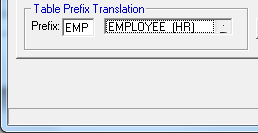 Table Prefix Translation
Prefix: EMP EMPLOYEE (HR)